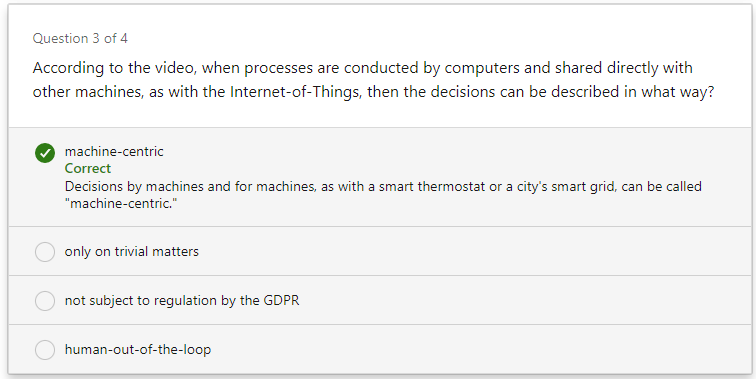 Question 3 of 4
According to the video, when processes are conducted by computers and shared directly with
other machines, as with the Internet-of-Things, then the decisions can be described in what way?
machine-centric
Correct
Decisions by machines and for machines, as with a smart thermostat or a city's smart grid, can be called
"machine-centric."
only on trivial matters
not subject to regulation by the GDPR
human-out-of-the-loop